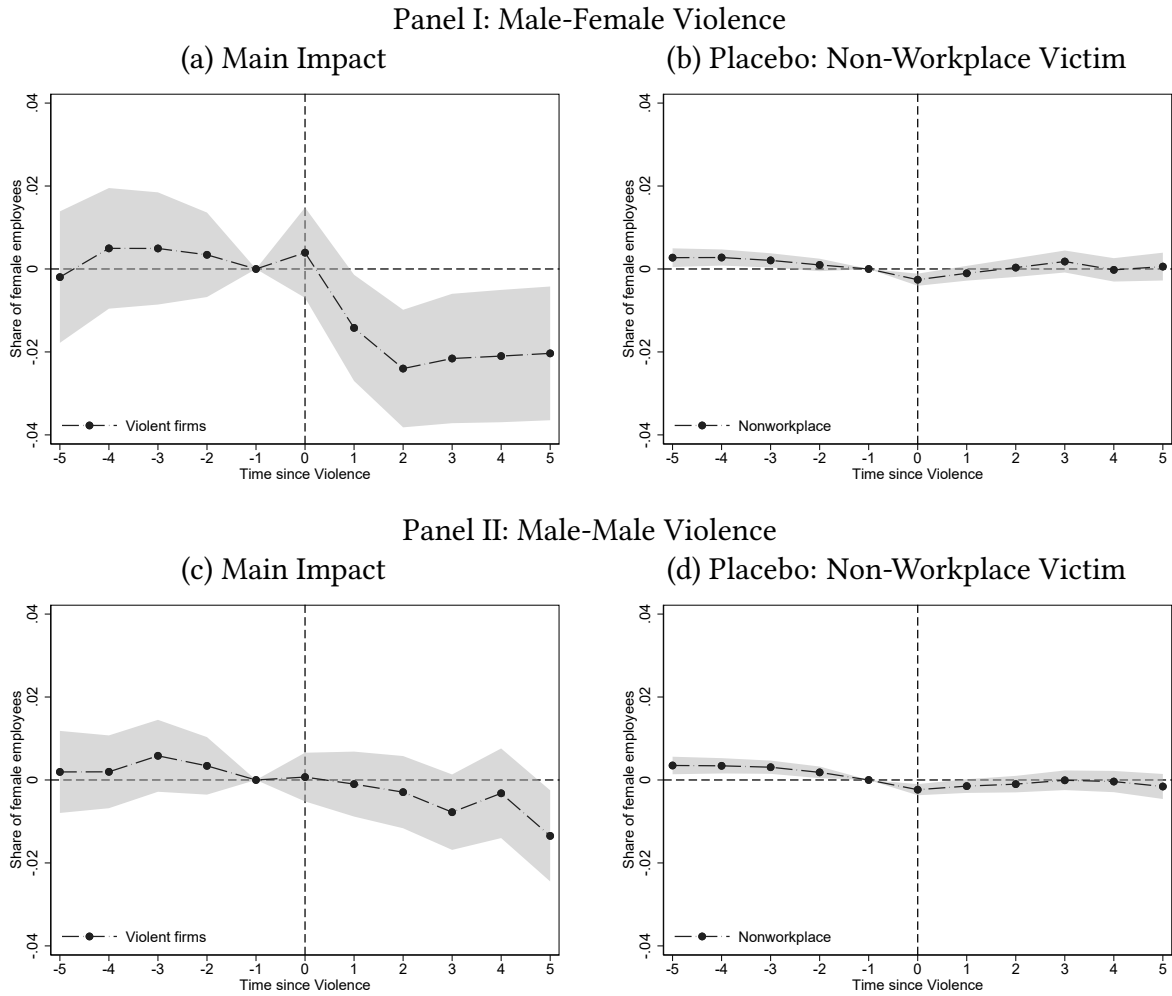 Panel I: Male-Female Violence
(a) Main Impact
(b) Placebo: Non-Workplace Victim
Share of female employees
.04
.02
0
-.02
-.04
Violent firms
-5 -4 -3 -2 -1 0 1 2 3 4 5
Time since Violence
Share of female employees
.04
.02
0
-.02
-.04
Nonworkplace
-5 -4 -3 -2 -1 0 1 2 3 4 5
Time since Violence
Panel II: Male-Male Violence
(c) Main Impact
(d) Placebo: Non-Workplace Victim
Share of female employees
.04
.02
0
-.02
-.04
Violent firms
-5 -4 -3 -2 -1 0 1 2 3 4 5
Time since Violence
Share of female employees
.04
.02
0
-.02
-.04
Nonworkplace
-5 -4 -3 -2 -1 0 1 2 3 4 5
Time since Violence